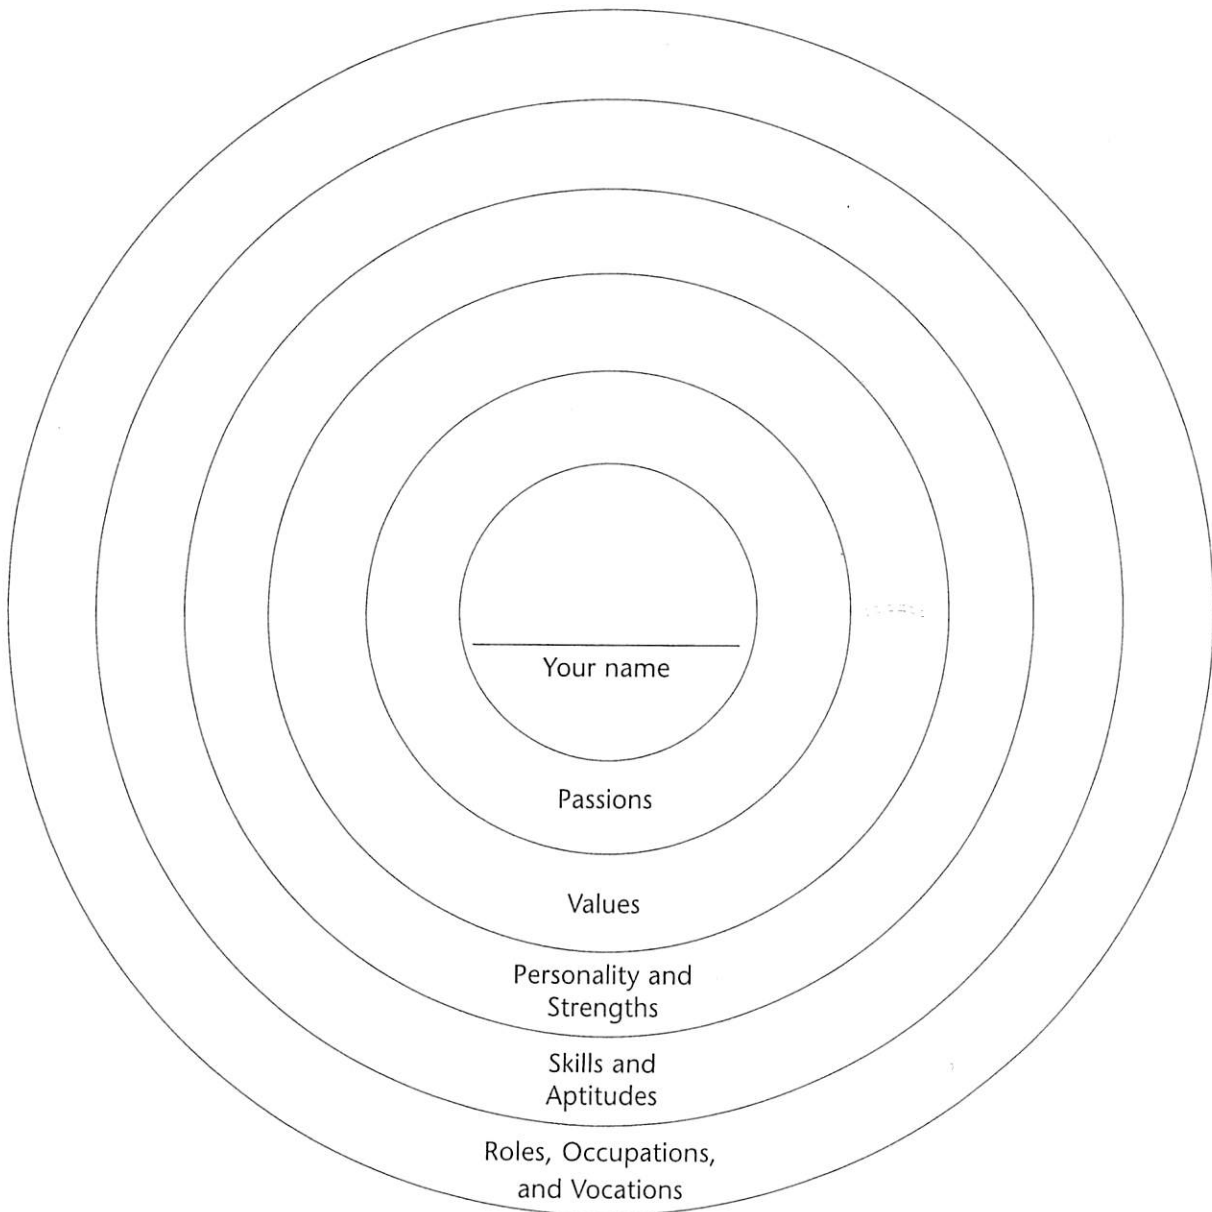 Your name
Passions
Values
Personality and
Strengths
Skills and
Aptitudes
Roles, Occupations,
and Vocations